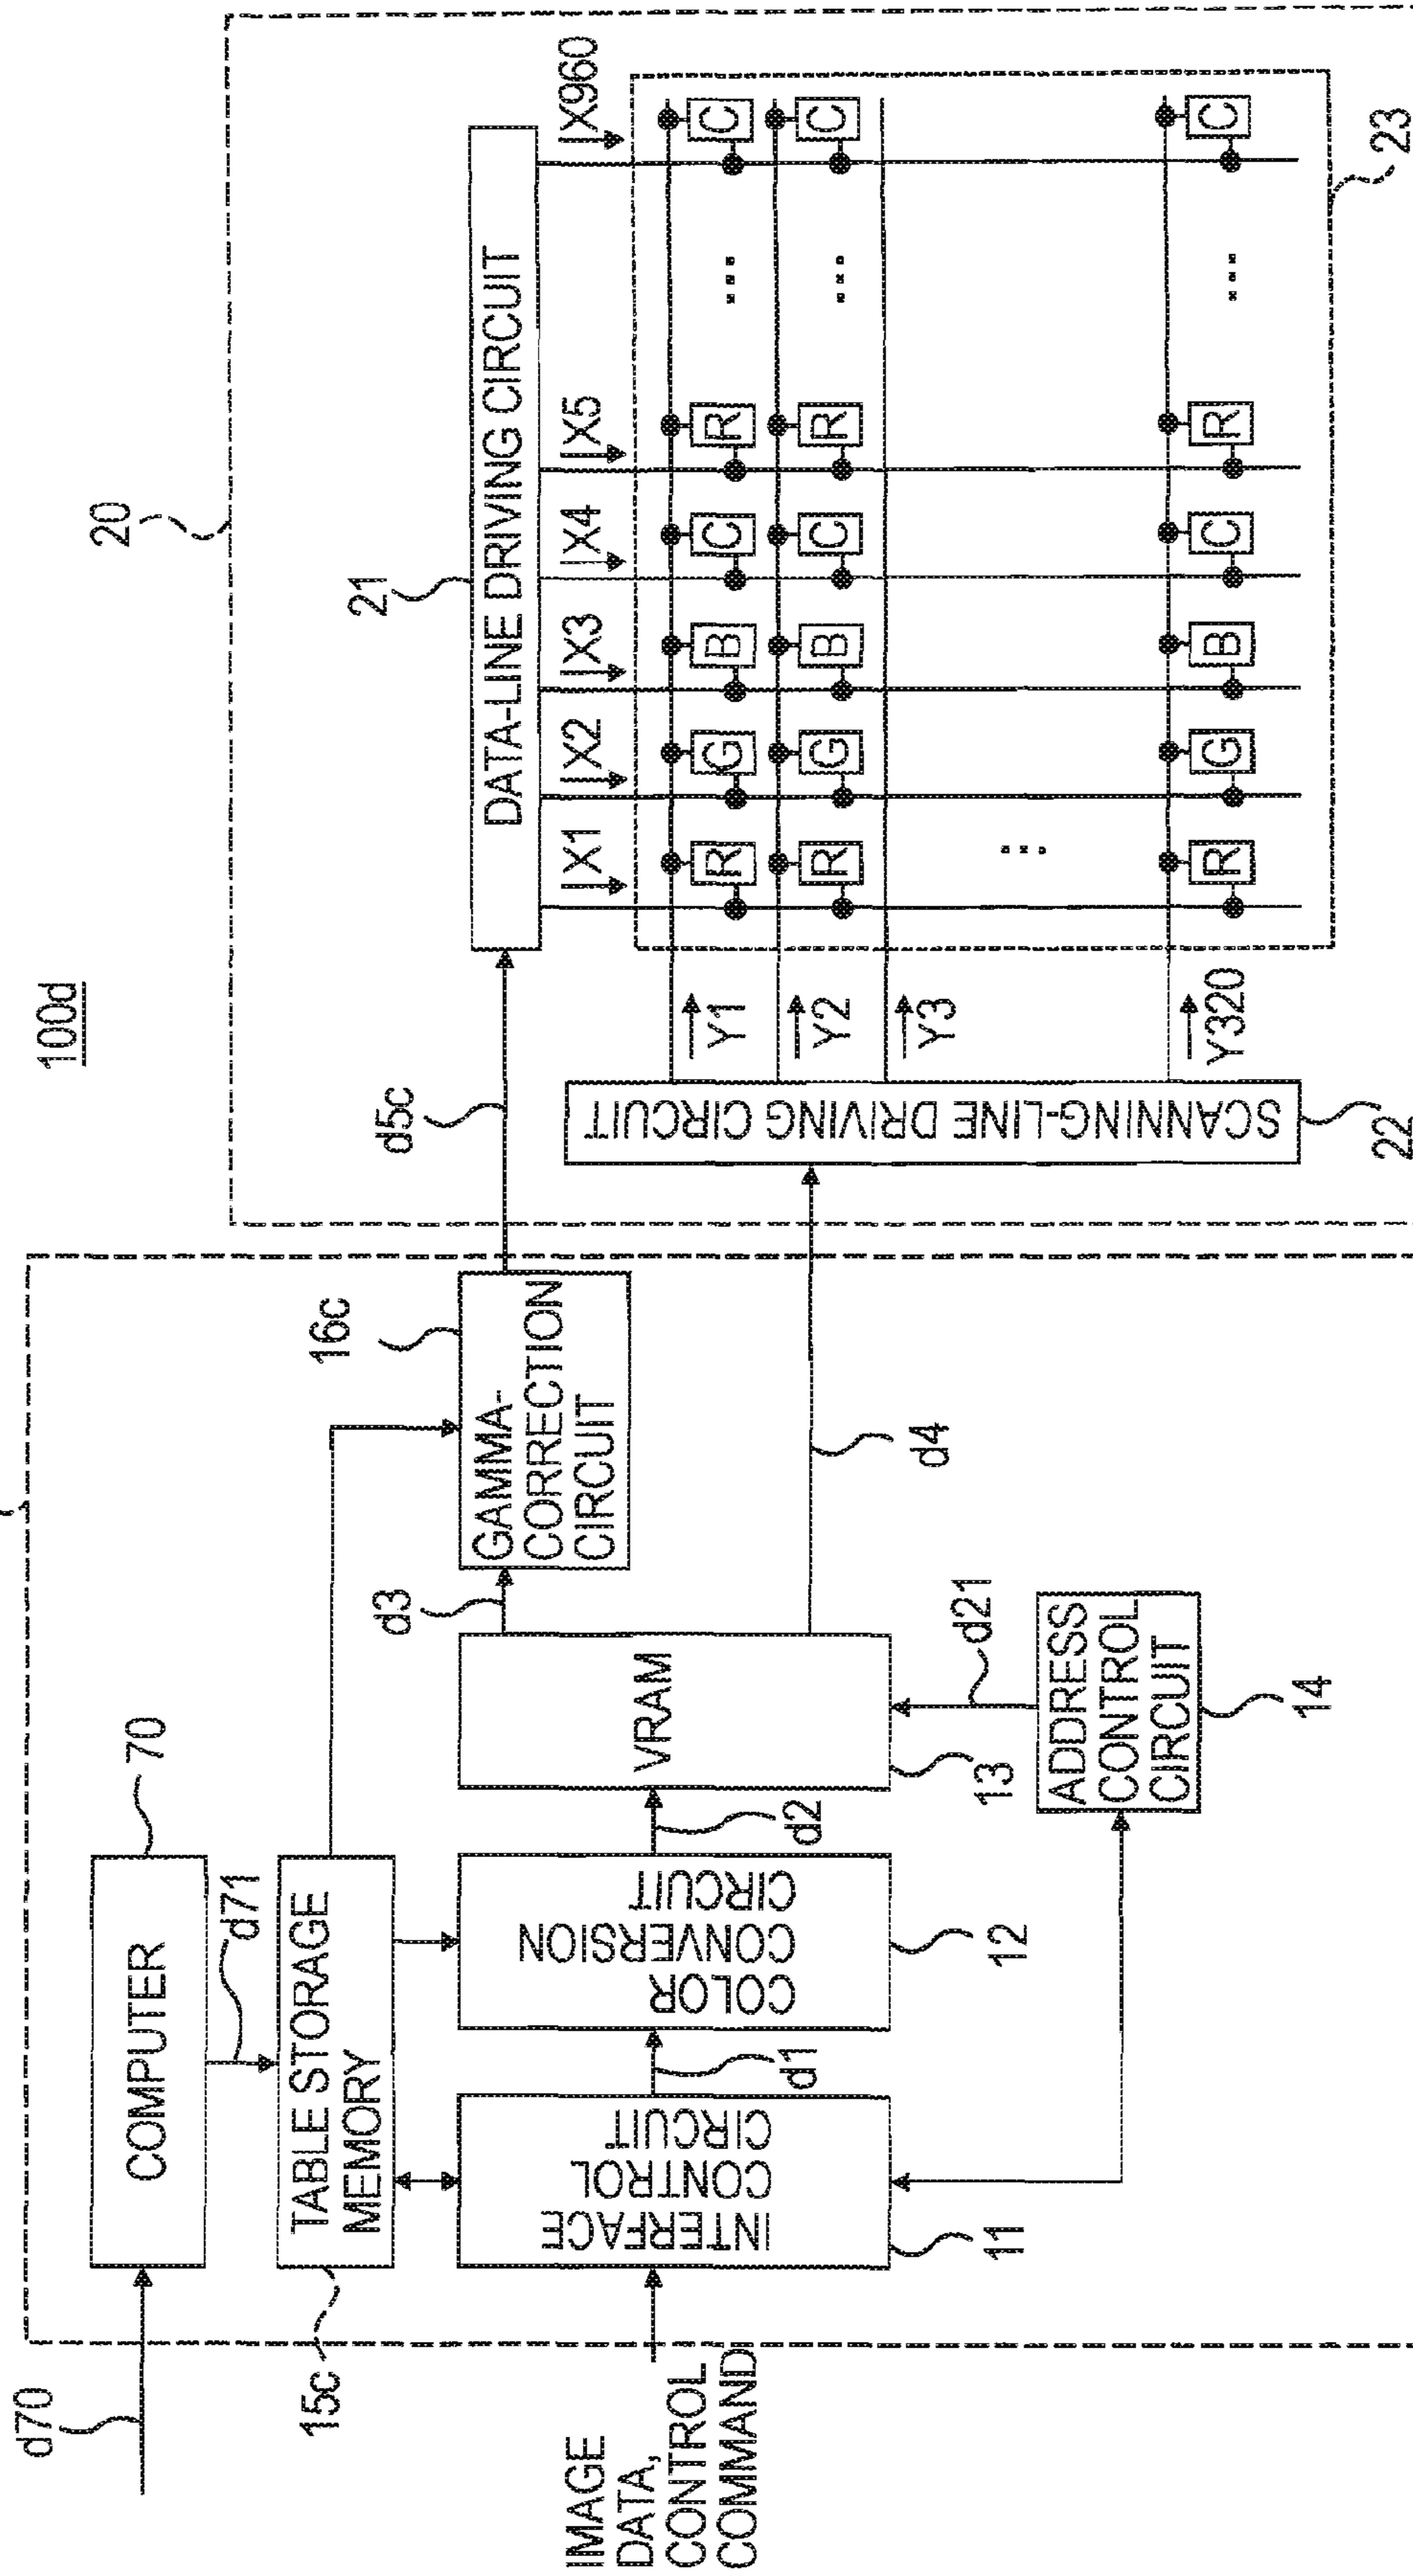 100d
20
d70
COMPUTER
70
d71
15c
TABLE STORAGE
MEMORY
16c
d5c
21
DATA-LINE DRIVING CIRCUIT
IMAGE
DATA,
CONTROL
COMMAND
INTERFACE
CONTROL
CIRCUIT
11
d1
COLOR
CONVERSION
CIRCUIT
12
d2
VRAM
13
d3
GAMMA-
CORRECTION
CIRCUIT
d4
d21
ADDRESS
CONTROL
CIRCUIT
14
SCANNING-LINE DRIVING CIRCUIT
22
X1 X2 X3 X4 X5 X960
Y1
R G B C R ... C
Y2
R G B C R ... C
Y3
...
Y320
R G B C R ... C
23